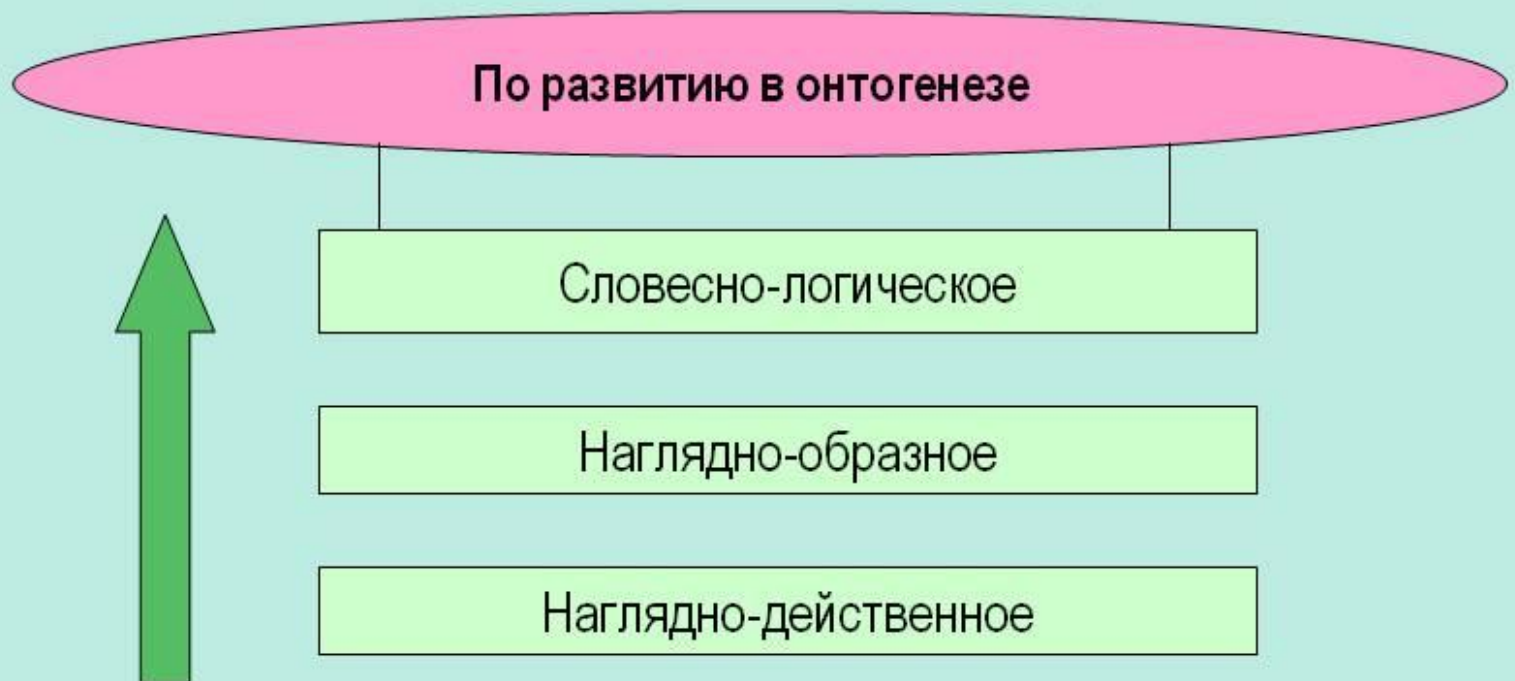 По развитию в онтогенезе
Словесно-логическое
Наглядно-образное
Наглядно-действенное